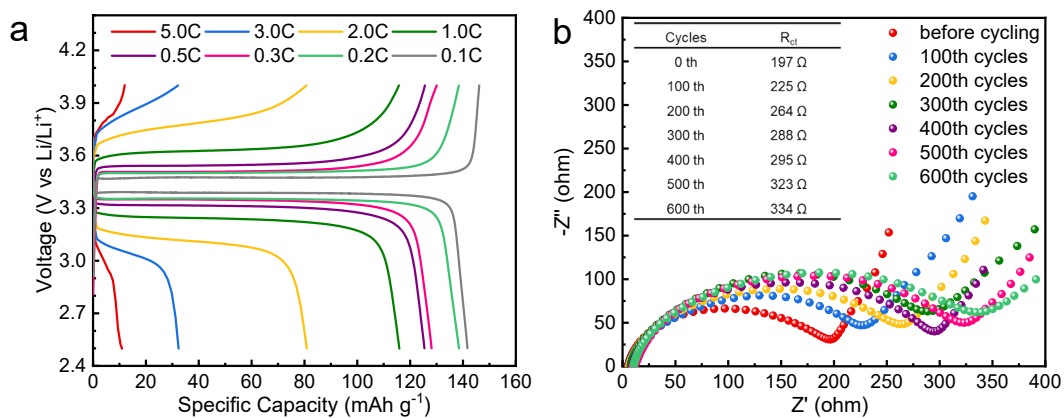 a
5.0C 3.0C 2.0C 1.0C
0.5C 0.3C 0.2C 0.1C
Voltage (V vs Li/Li⁺)
4.2
3.9
3.6
3.3
3.0
2.7
2.4
0 20 40 60 80 100 120 140 160
Specific Capacity (mAh g⁻¹)
b
-Z'' (ohm)
400
350
300
250
200
150
100
50
0
Cycles R_ct
0 th 197 Ω
100 th 225 Ω
200 th 264 Ω
300 th 288 Ω
400 th 295 Ω
500 th 323 Ω
600 th 334 Ω
before cycling
100th cycles
200th cycles
300th cycles
400th cycles
500th cycles
600th cycles
0 50 100 150 200 250 300 350 400
Z' (ohm)